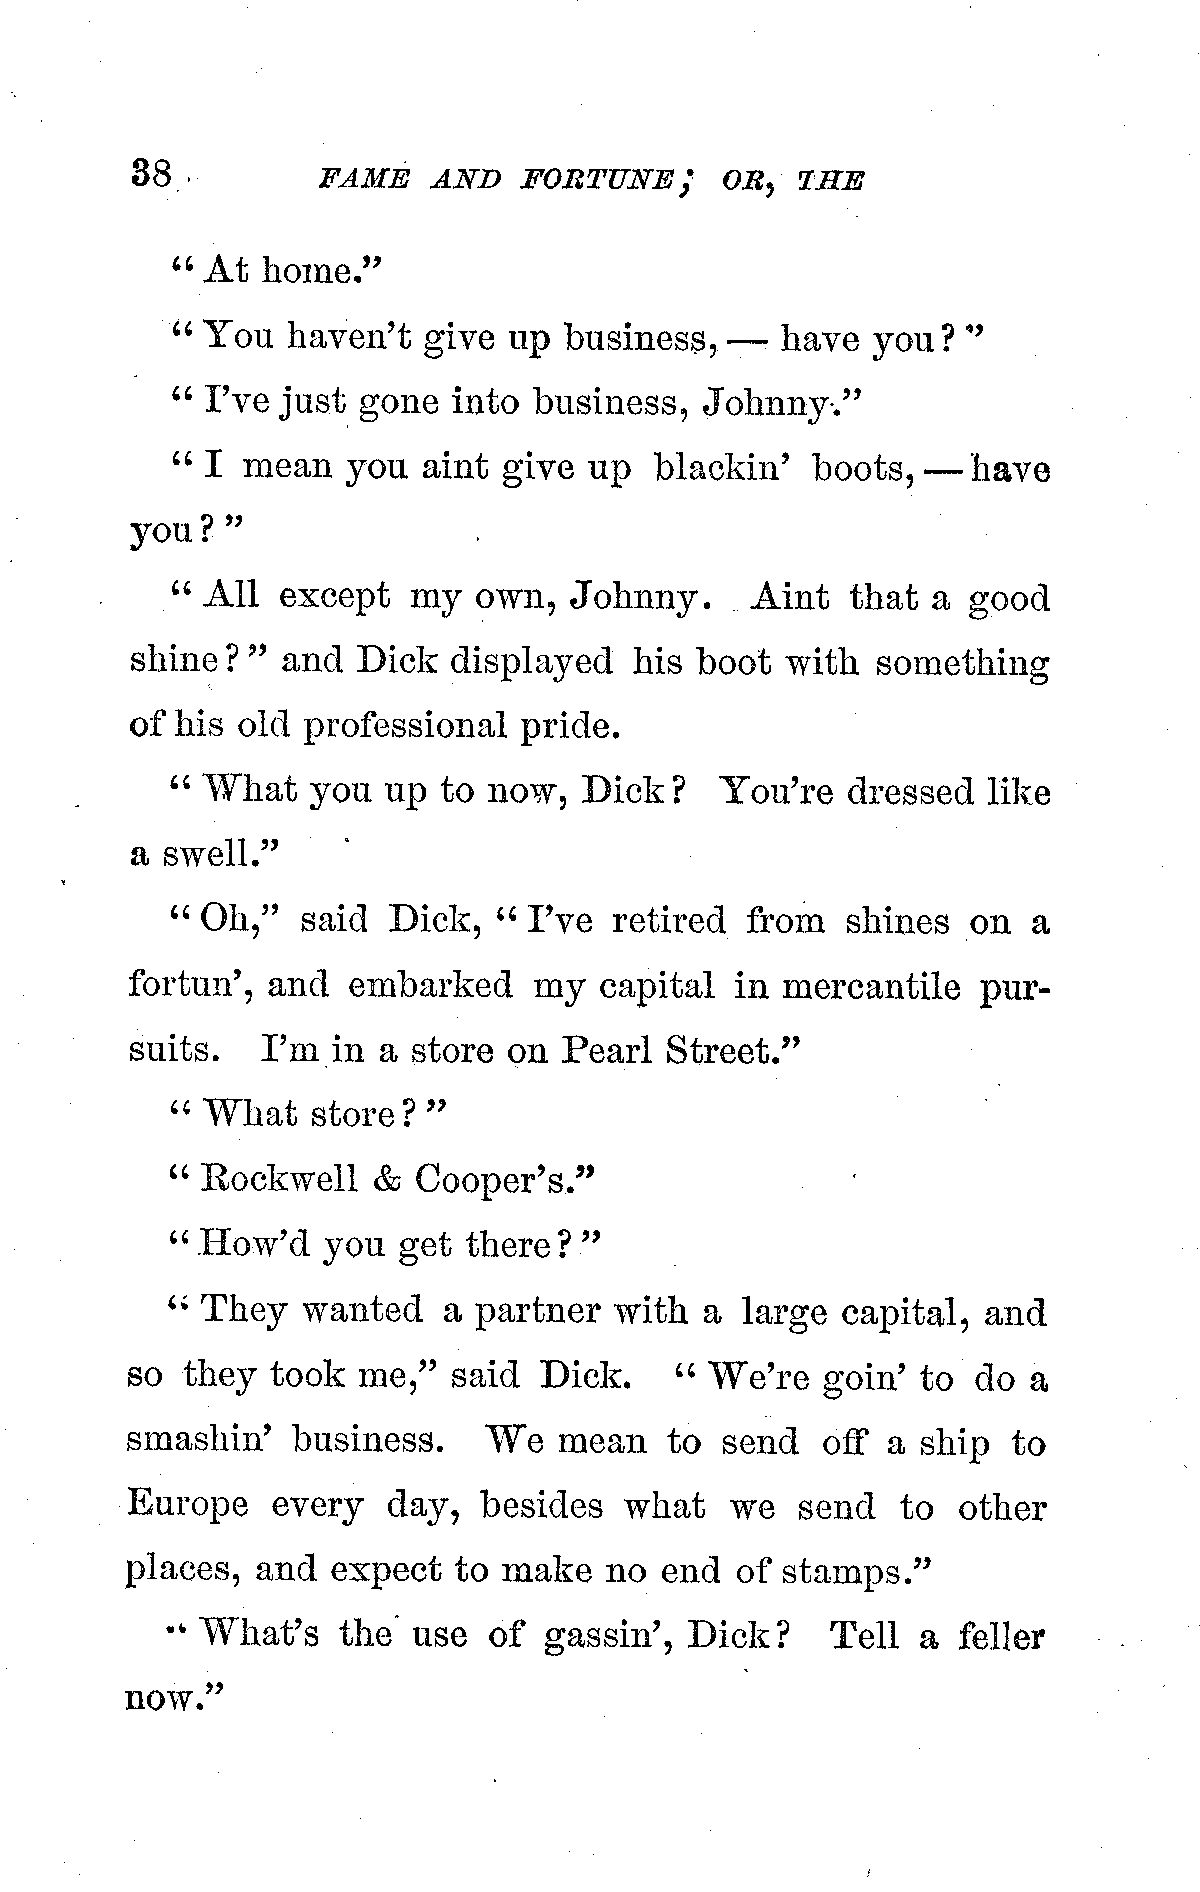 38 FAME AND FORTUNE; OR, THE
“At home.”
“You haven’t give up business, — have you?”
“I’ve just gone into business, Johnny.”
“I mean you aint give up blackin’ boots, — have
you?”
“All except my own, Johnny. Aint that a good
shine?” and Dick displayed his boot with something
of his old professional pride.
“What you up to now, Dick? You’re dressed like
a swell.”
“Oh,” said Dick, “I’ve retired from shines on a
fortun’, and embarked my capital in mercantile pur-
suits. I’m in a store on Pearl Street.”
“What store?”
“Rockwell & Cooper’s.”
“How’d you get there?”
“They wanted a partner with a large capital, and
so they took me,” said Dick. “We’re goin’ to do a
smashin’ business. We mean to send off a ship to
Europe every day, besides what we send to other
places, and expect to make no end of stamps.”
“What’s the use of gassin’, Dick? Tell a feller
now.”